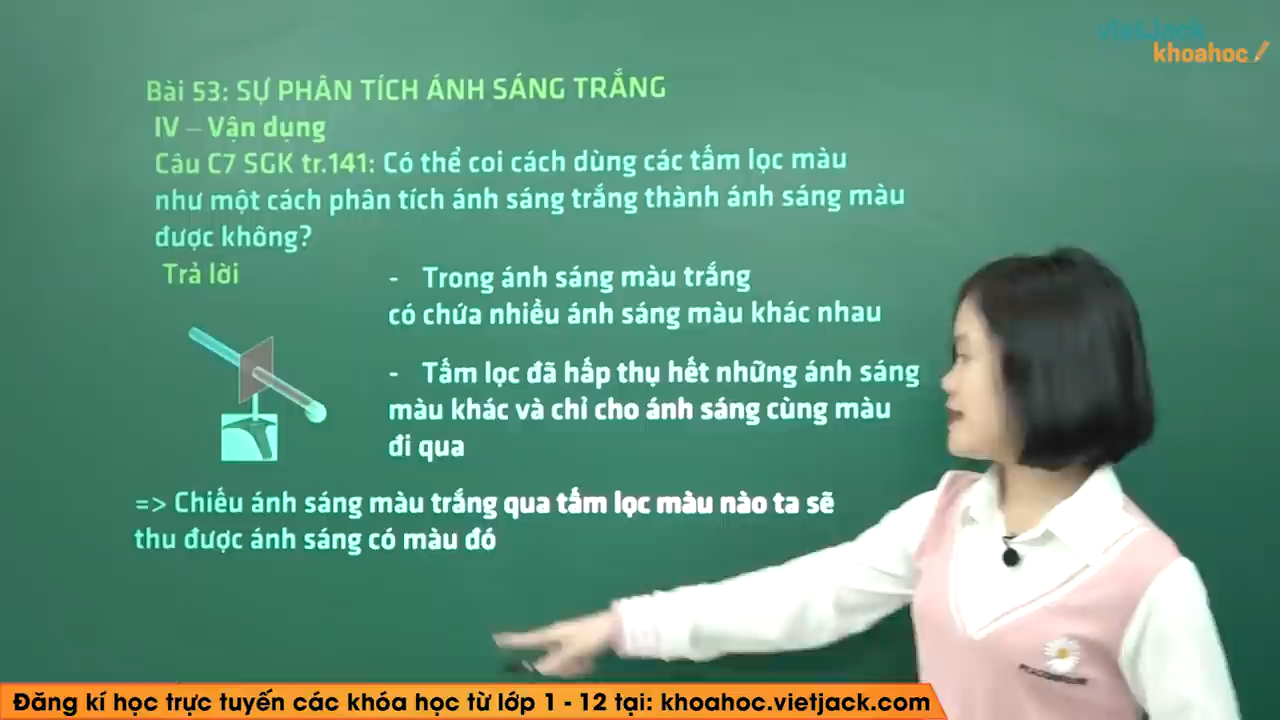 vietjack
khoahoc
Bài 53: SỰ PHÂN TÍCH ÁNH SÁNG TRẮNG
IV – Vận dụng
Câu C7 SGK tr.141: Có thể coi cách dùng các tấm lọc màu
như một cách phân tích ánh sáng trắng thành ánh sáng màu
được không?
Trả lời
- Trong ánh sáng màu trắng
có chứa nhiều ánh sáng màu khác nhau
- Tấm lọc đã hấp thụ hết những ánh sáng
màu khác và chỉ cho ánh sáng cùng màu
đi qua
=> Chiếu ánh sáng màu trắng qua tấm lọc màu nào ta sẽ
thu được ánh sáng có màu đó
Đăng kí học trực tuyến các khóa học từ lớp 1 - 12 tại: khoahoc.vietjack.com